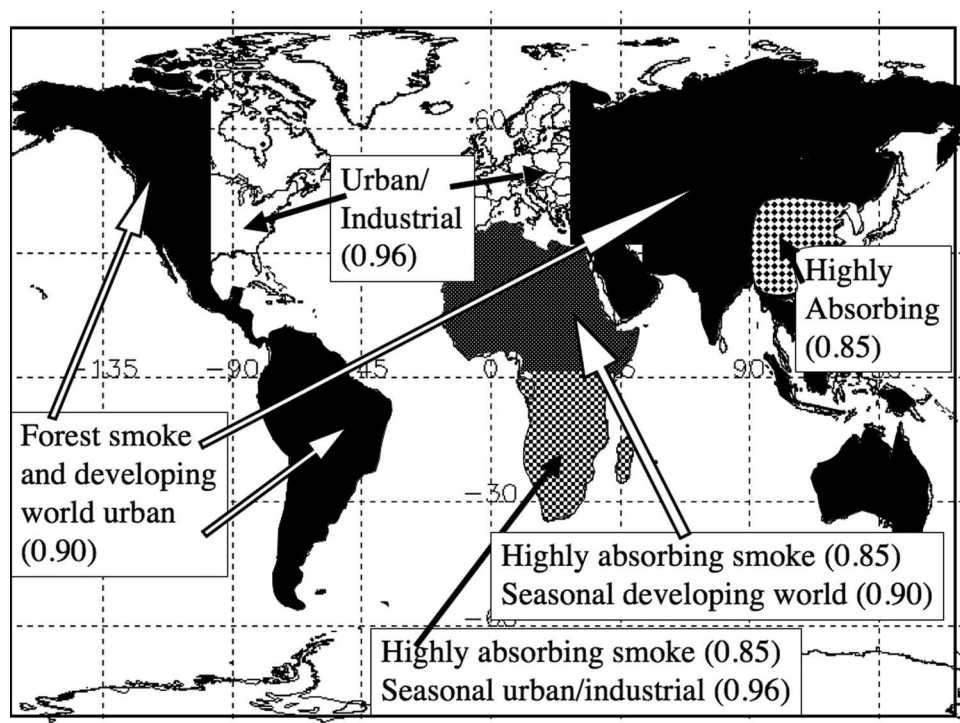 60
Urban/
Industrial
(0.96)
Highly
Absorbing
(0.85)
−135
−90
−45
0
90
Forest smoke
and developing
world urban
(0.90)
−30
Highly absorbing smoke (0.85)
Seasonal developing world (0.90)
Highly absorbing smoke (0.85)
Seasonal urban/industrial (0.96)